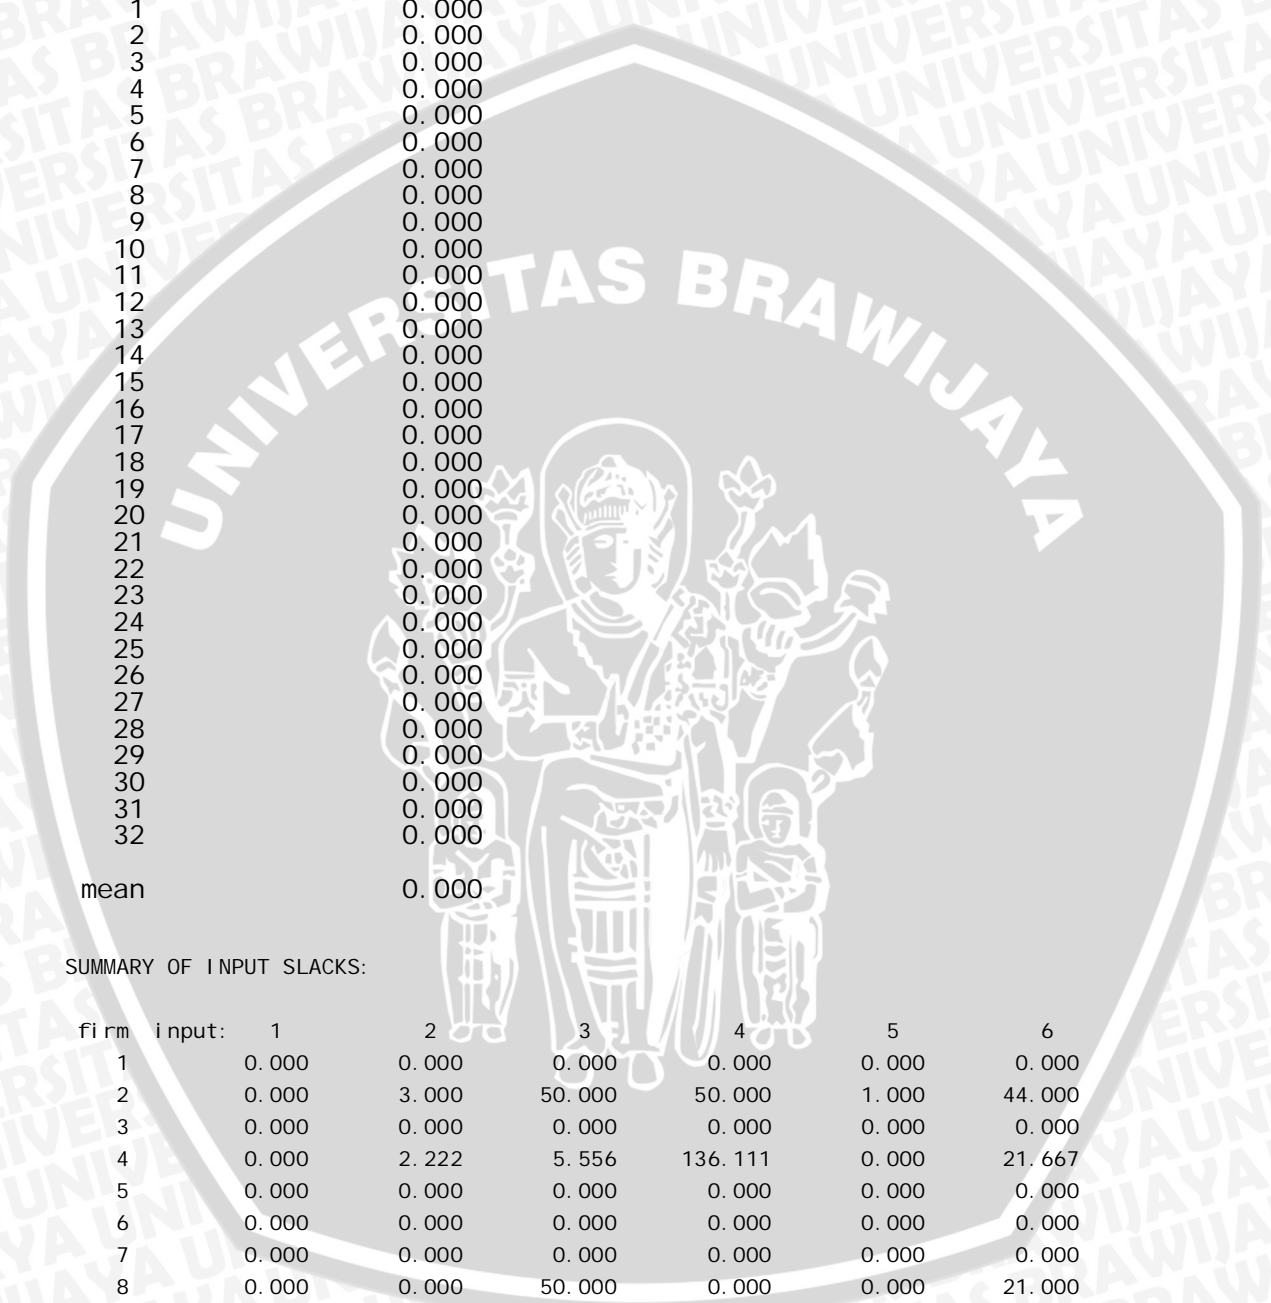 1 0.000
2 0.000
3 0.000
4 0.000
5 0.000
6 0.000
7 0.000
8 0.000
9 0.000
10 0.000
11 0.000
12 0.000
13 0.000
14 0.000
15 0.000
16 0.000
17 0.000
18 0.000
19 0.000
20 0.000
21 0.000
22 0.000
23 0.000
24 0.000
25 0.000
26 0.000
27 0.000
28 0.000
29 0.000
30 0.000
31 0.000
32 0.000
mean 0.000
UNIVERSITAS BRAWIJAYA
SUMMARY OF INPUT SLACKS:
firm input: 1 2 3 4 5 6
1 0.000 0.000 0.000 0.000 0.000 0.000
2 0.000 3.000 50.000 50.000 1.000 44.000
3 0.000 0.000 0.000 0.000 0.000 0.000
4 0.000 2.222 5.556 136.111 0.000 21.667
5 0.000 0.000 0.000 0.000 0.000 0.000
6 0.000 0.000 0.000 0.000 0.000 0.000
7 0.000 0.000 0.000 0.000 0.000 0.000
8 0.000 0.000 50.000 0.000 0.000 21.000